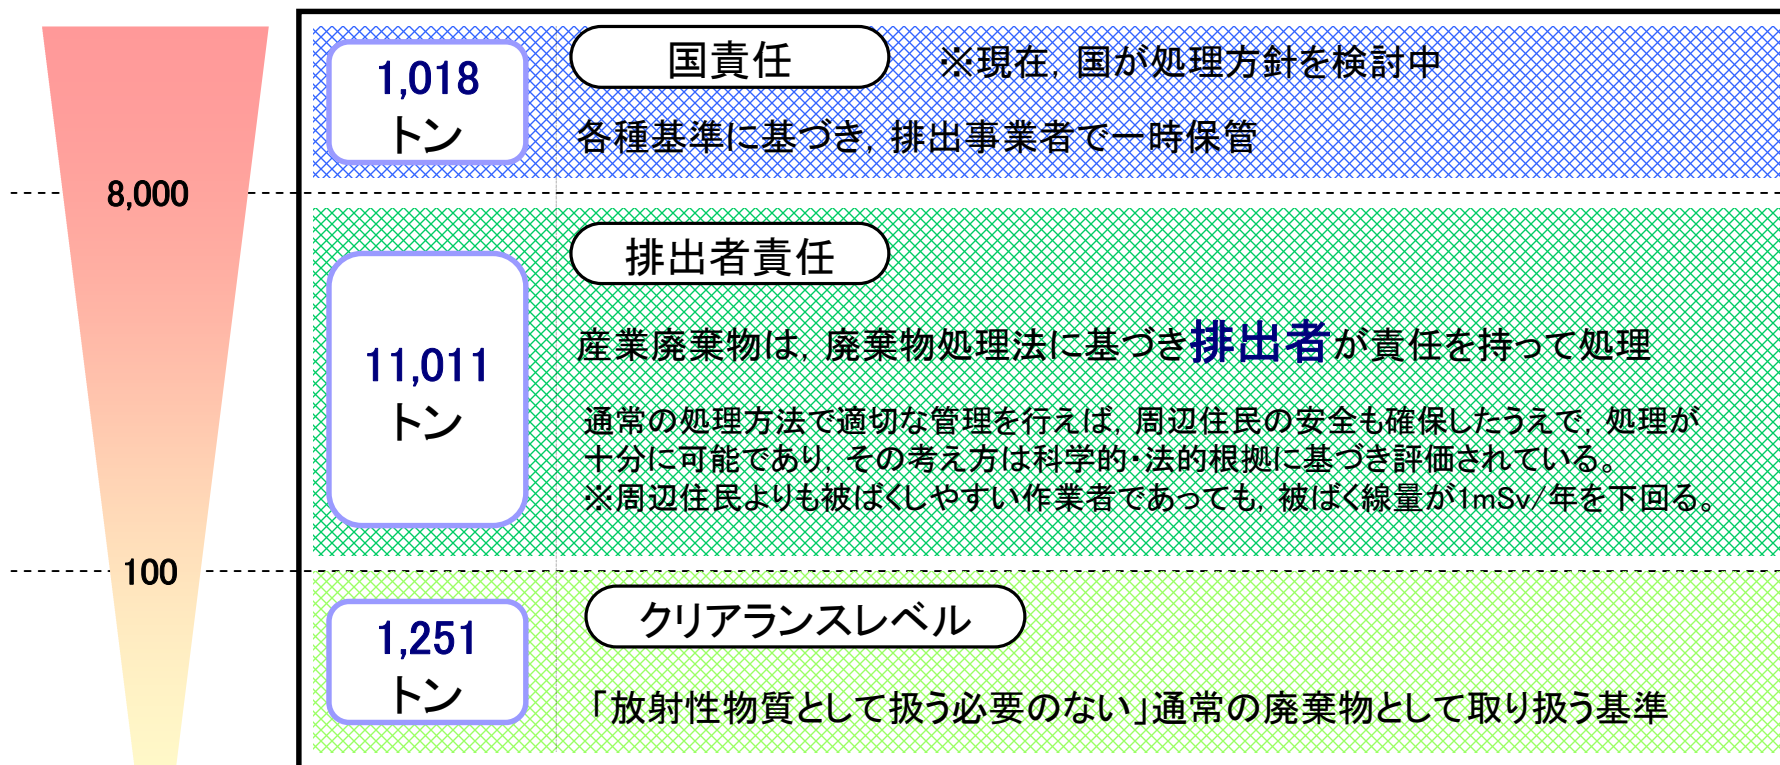 1,018
トン
国責任
※現在，国が処理方針を検討中
各種基準に基づき，排出事業者で一時保管
8,000
排出者責任
11,011
トン
産業廃棄物は，廃棄物処理法に基づき排出者が責任を持って処理
通常の処理方法で適切な管理を行えば，周辺住民の安全も確保したうえで，処理が
十分に可能であり，その考え方は科学的・法的根拠に基づき評価されている。
※周辺住民よりも被ばくしやすい作業者であっても，被ばく線量が1mSv/年を下回る。
100
クリアランスレベル
1,251
トン
「放射性物質として扱う必要のない」通常の廃棄物として取り扱う基準